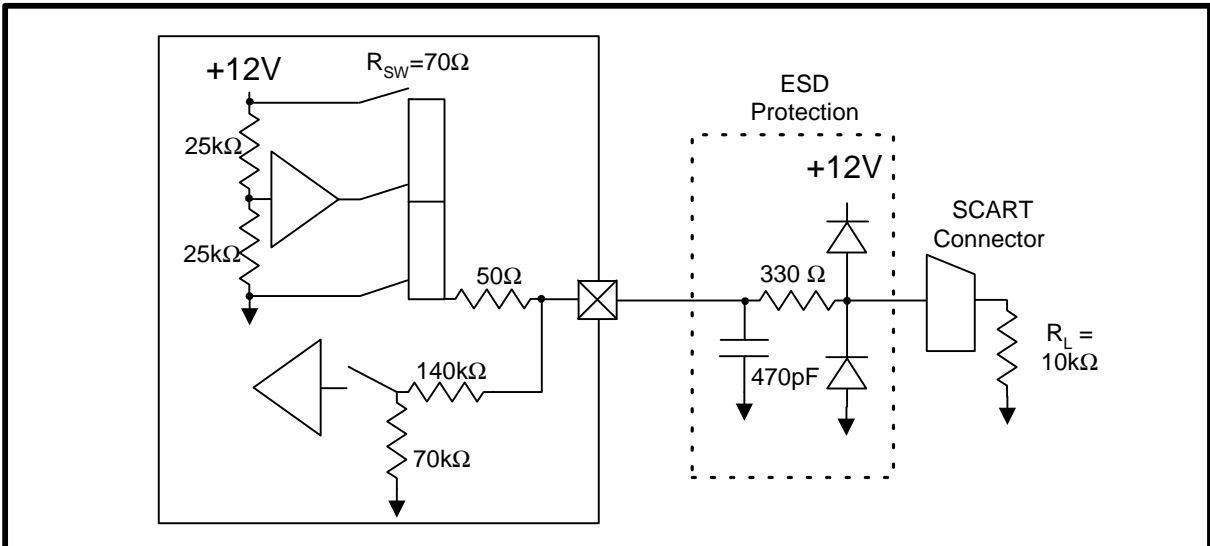 +12V
R_SW=70Ω
25kΩ
25kΩ
50Ω
140kΩ
70kΩ
ESD
Protection
+12V
330 Ω
470pF
SCART
Connector
R_L =
10kΩ